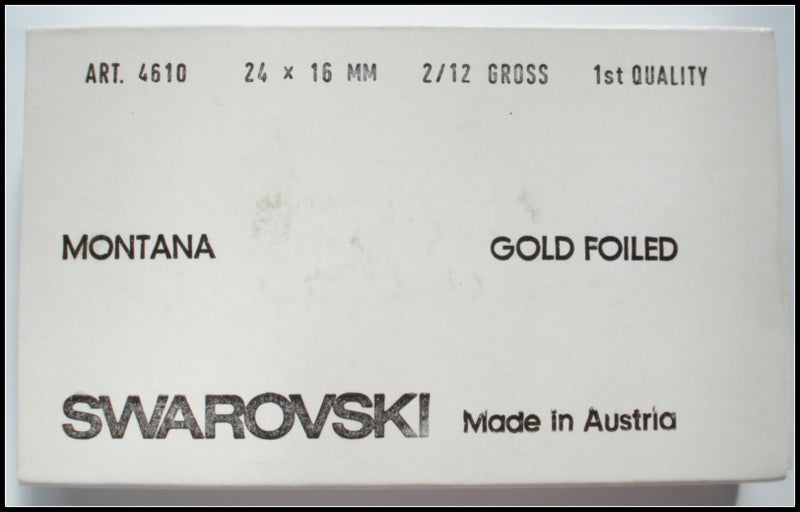 ART. 4610 24 x 16 MM 2/12 GROSS 1st QUALITY
MONTANA GOLD FOILED
SWAROVSKI Made in Austria